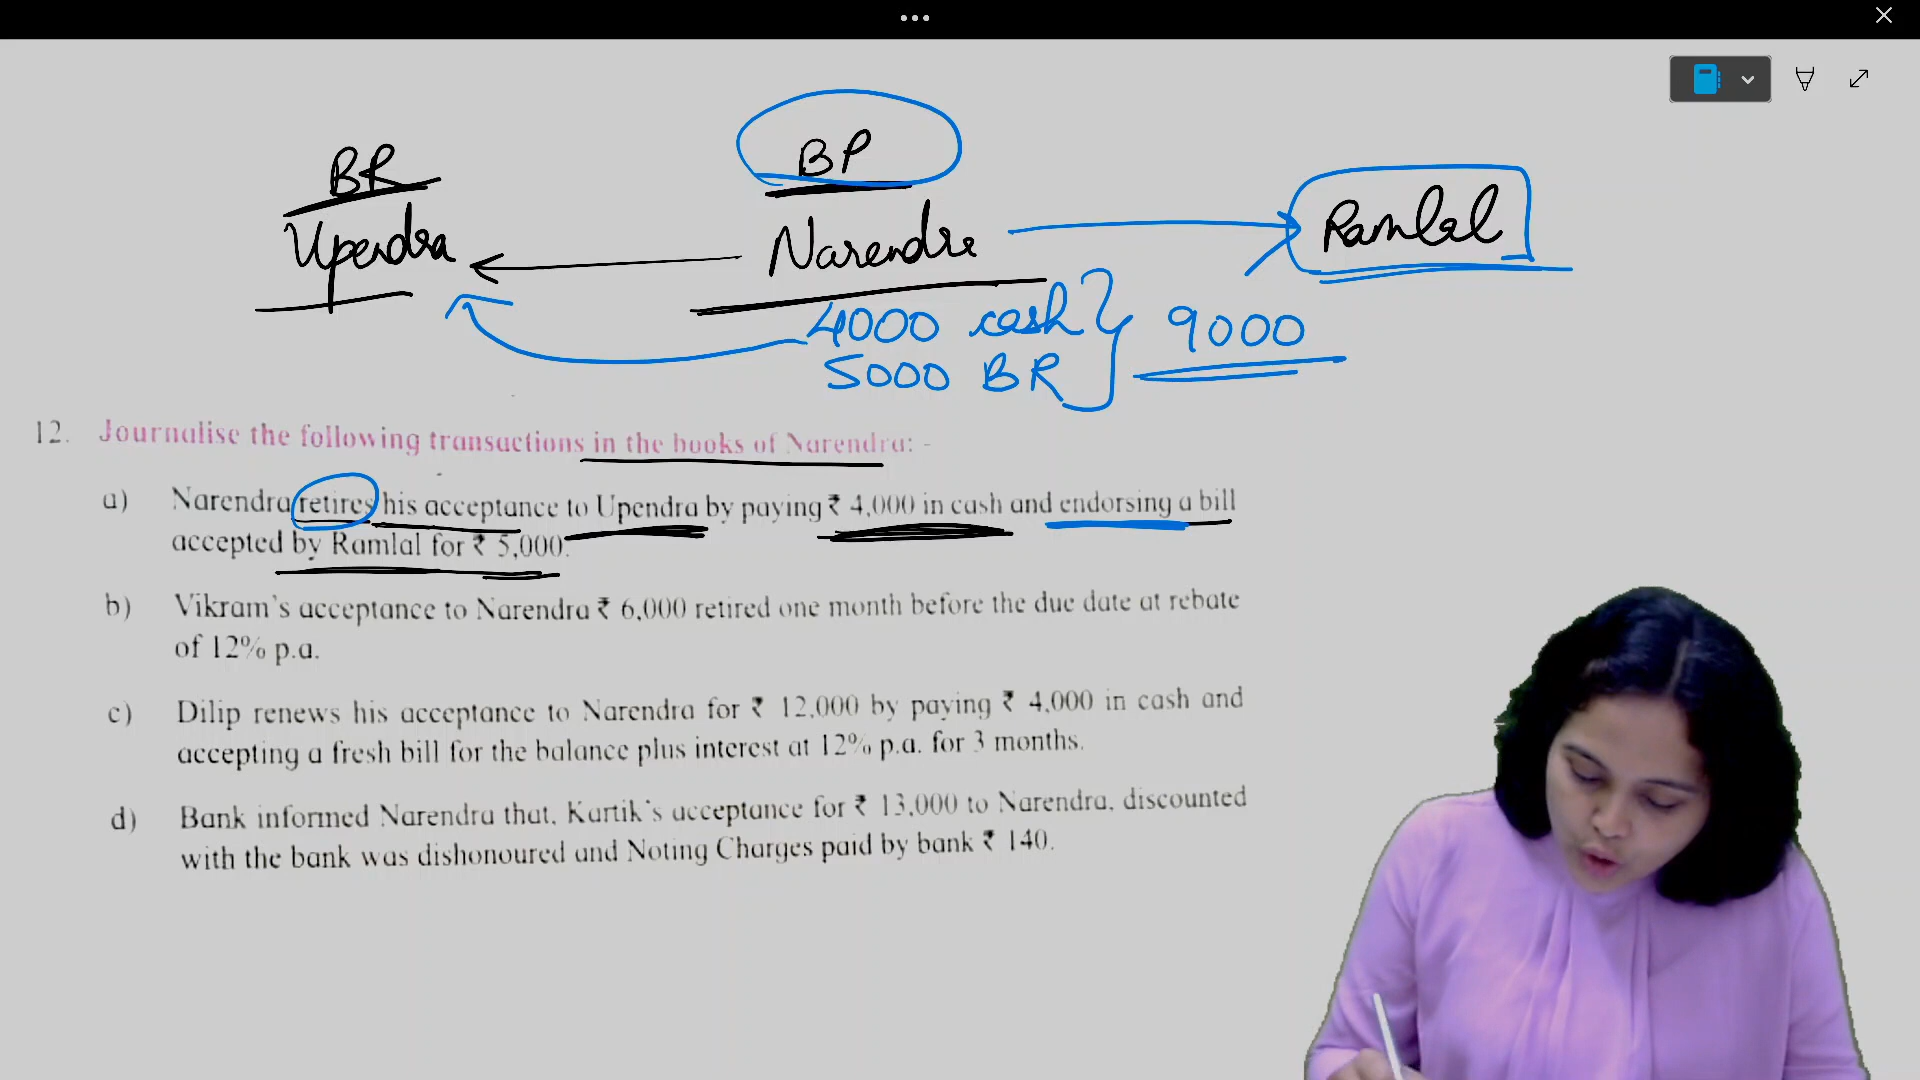 BR
BP
Upendra
Narendra
Ramlal
4000 cash
9000
5000 BR
12. Journalise the following transactions in the books of Narendra: -
a) Narendra retires his acceptance to Upendra by paying ₹ 4,000 in cash and endorsing a bill
accepted by Ramlal for ₹ 5,000.
b) Vikram's acceptance to Narendra ₹ 6,000 retired one month before the due date at rebate
of 12% p.a.
c) Dilip renews his acceptance to Narendra for ₹ 12,000 by paying ₹ 4,000 in cash and
accepting a fresh bill for the balance plus interest at 12% p.a. for 3 months.
d) Bank informed Narendra that, Kartik's acceptance for ₹ 13,000 to Narendra, discounted
with the bank was dishonoured and Noting Charges paid by bank ₹ 140.